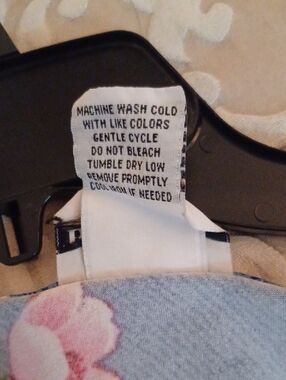 MACHINE WASH COLD
WITH LIKE COLORS
GENTLE CYCLE
DO NOT BLEACH
TUMBLE DRY LOW
REMOVE PROMPTLY
COOL IRON IF NEEDED